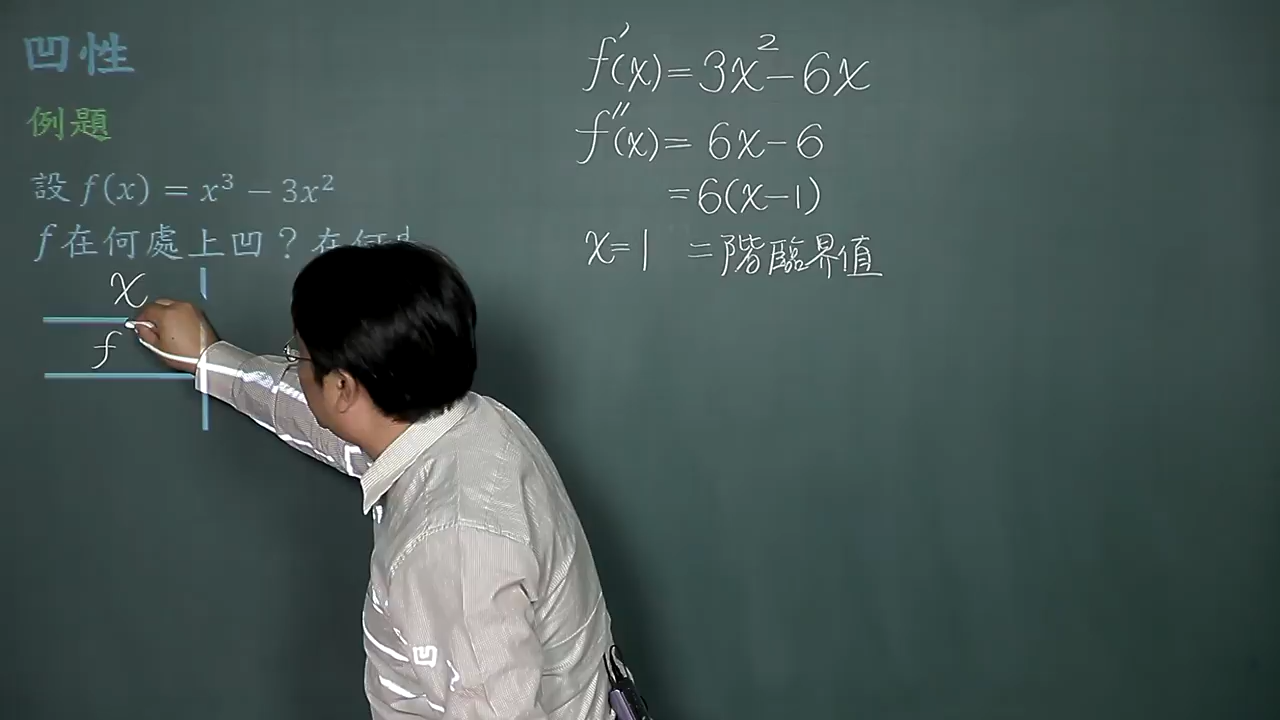 凹性
例題
設 f(x) = x³ − 3x²
f 在何處上凹？在何
x
f
f′(x) = 3x² − 6x
f″(x) = 6x − 6
= 6(x − 1)
x = 1 二階臨界值
凹